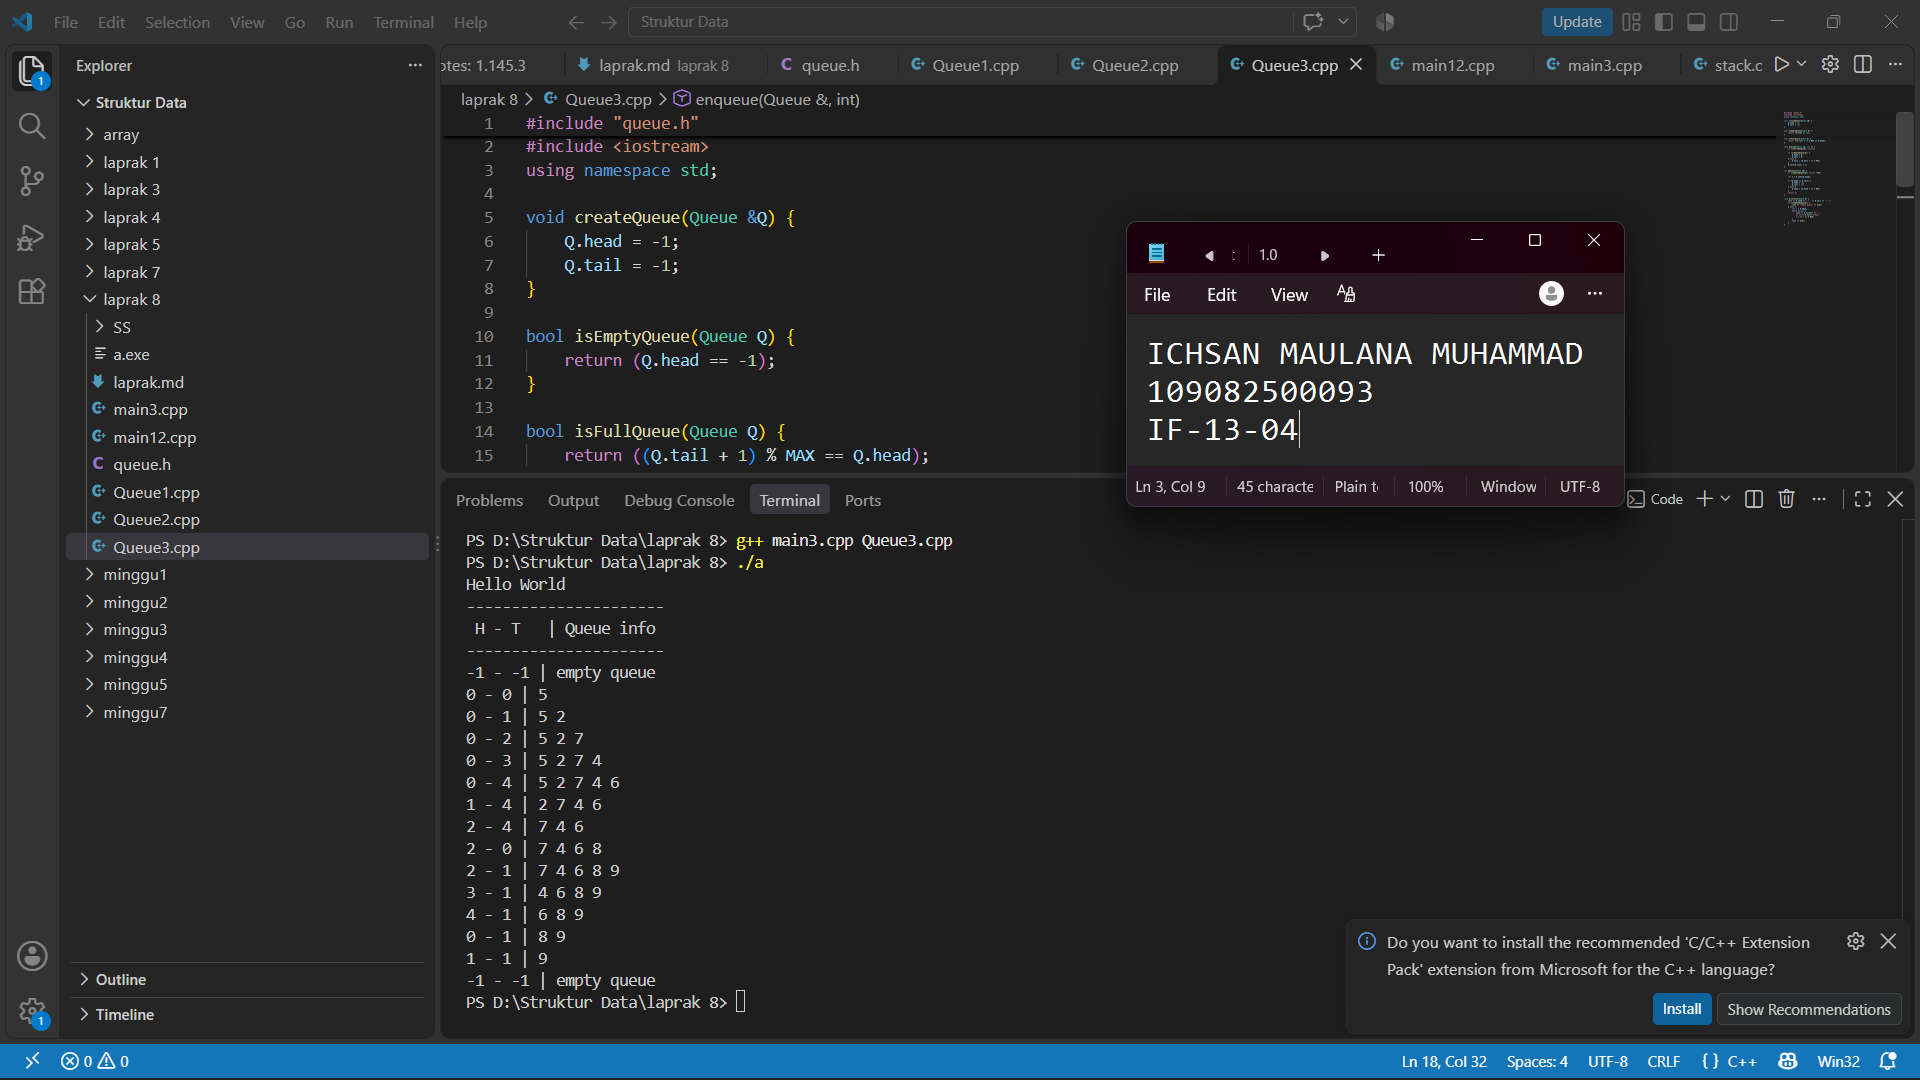 File Edit Selection View Go Run Terminal Help
Struktur Data
Update
Explorer
otes: 1.145.3
laprak.md laprak 8
queue.h
Queue1.cpp
Queue2.cpp
Queue3.cpp
main12.cpp
main3.cpp
stack.c
1
Struktur Data
array
laprak 1
laprak 3
laprak 4
laprak 5
laprak 7
laprak 8
SS
a.exe
laprak.md
main3.cpp
main12.cpp
queue.h
Queue1.cpp
Queue2.cpp
Queue3.cpp
minggu1
minggu2
minggu3
minggu4
minggu5
minggu7
Outline
Timeline
1
laprak 8 > Queue3.cpp > enqueue(Queue &, int)
1 #include "queue.h"
2 #include <iostream>
3 using namespace std;
4
5 void createQueue(Queue &Q) {
6 Q.head = -1;
7 Q.tail = -1;
8 }
9
10 bool isEmptyQueue(Queue Q) {
11 return (Q.head == -1);
12 }
13
14 bool isFullQueue(Queue Q) {
15 return ((Q.tail + 1) % MAX == Q.head);
1.0
File Edit View
ICHSAN MAULANA MUHAMMAD
109082500093
IF-13-04
Ln 3, Col 9 45 characte Plain t 100% Window UTF-8
Problems Output Debug Console Terminal Ports
Code
PS D:\Struktur Data\laprak 8> g++ main3.cpp Queue3.cpp
PS D:\Struktur Data\laprak 8> ./a
Hello World
----------------------
H - T | Queue info
----------------------
-1 - -1 | empty queue
0 - 0 | 5
0 - 1 | 5 2
0 - 2 | 5 2 7
0 - 3 | 5 2 7 4
0 - 4 | 5 2 7 4 6
1 - 4 | 2 7 4 6
2 - 4 | 7 4 6
2 - 0 | 7 4 6 8
2 - 1 | 7 4 6 8 9
3 - 1 | 4 6 8 9
4 - 1 | 6 8 9
0 - 1 | 8 9
1 - 1 | 9
-1 - -1 | empty queue
PS D:\Struktur Data\laprak 8>
Do you want to install the recommended 'C/C++ Extension
Pack' extension from Microsoft for the C++ language?
Install
Show Recommendations
0 0
Ln 18, Col 32 Spaces: 4 UTF-8 CRLF {} C++ Win32